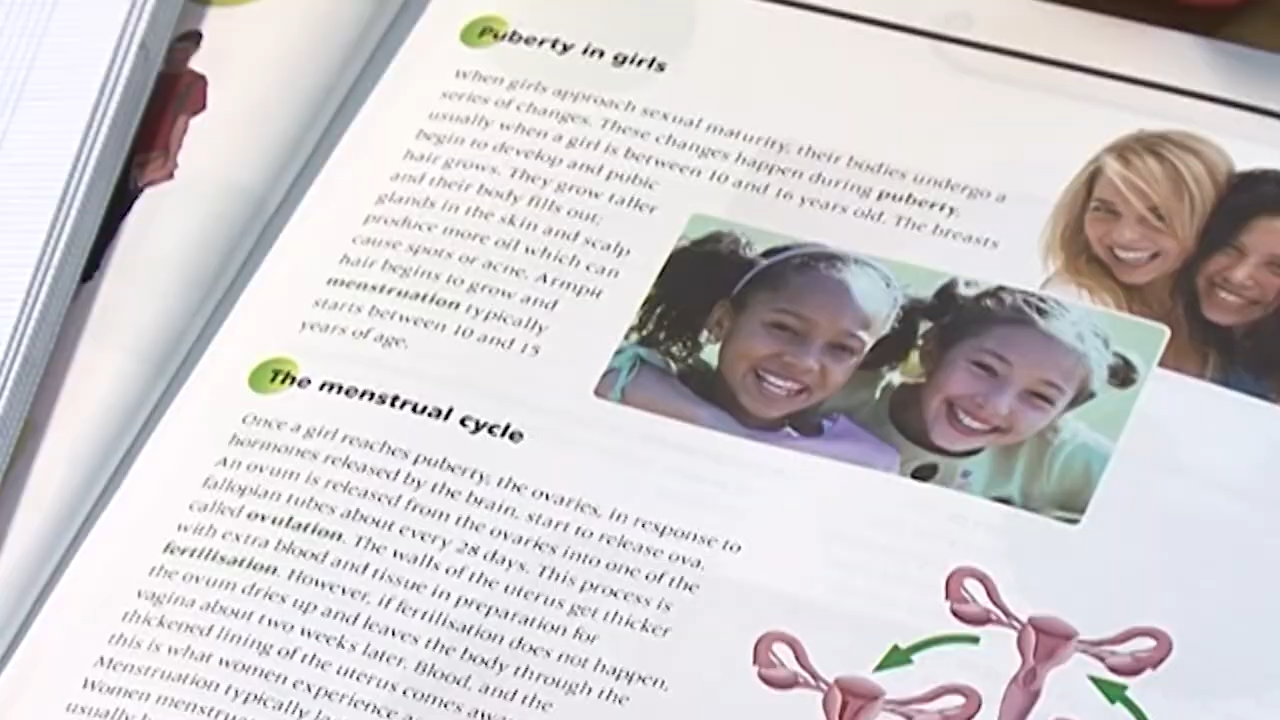 Puberty in girls
When girls approach sexual maturity, their bodies undergo a
series of changes. These changes happen during puberty,
usually when a girl is between 10 and 16 years old. The breasts
begin to develop and pubic
hair grows. They grow taller
and their body fills out;
glands in the skin and scalp
produce more oil which can
cause spots or acne. Armpit
hair begins to grow and
menstruation typically
starts between 10 and 15
years of age.
The menstrual cycle
Once a girl reaches puberty, the ovaries, in response to
hormones released by the brain, start to release ova.
An ovum is released from the ovaries into one of the
fallopian tubes about every 28 days. This process is
called ovulation. The walls of the uterus get thicker
with extra blood and tissue in preparation for
fertilisation. However, if fertilisation does not happen,
the ovum dries up and leaves the body through the
vagina about two weeks later. Blood, and the
thickened lining of the uterus comes away
this is what women experience
Menstruation typically
Women
usually